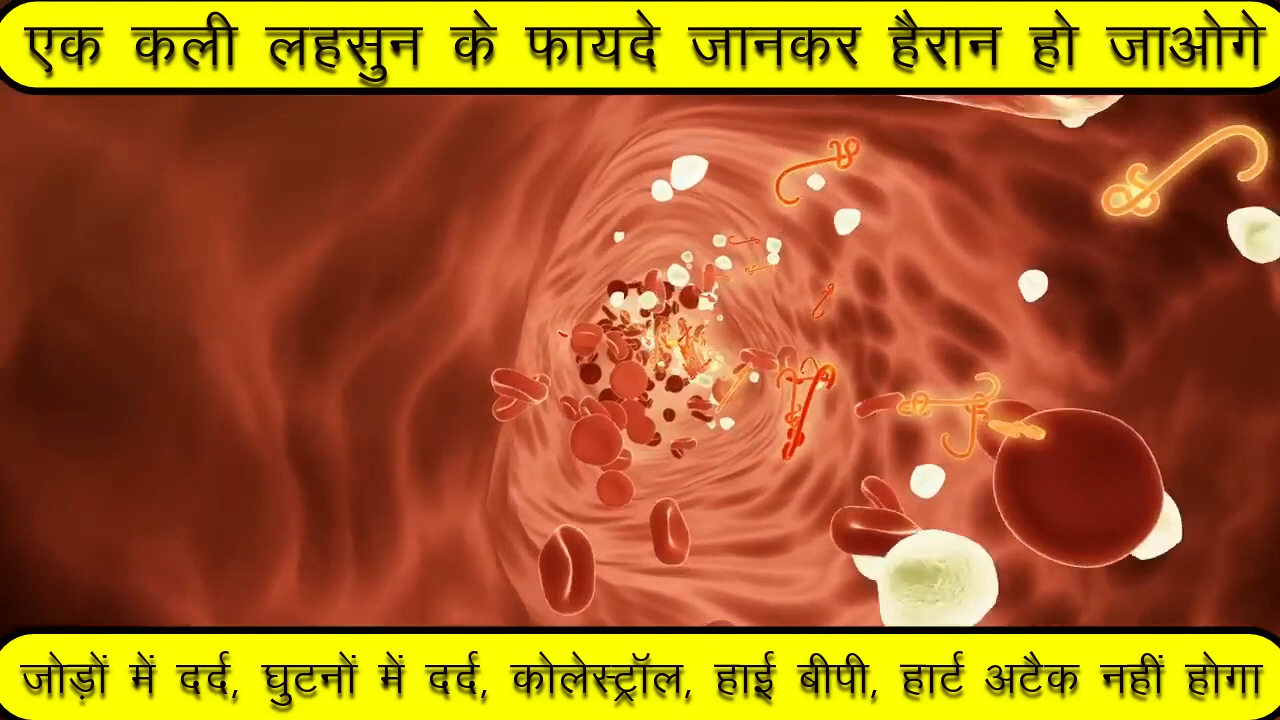 एक कली लहसुन के फायदे जानकर हैरान हो जाओगे
जोड़ों में दर्द, घुटनों में दर्द, कोलेस्ट्रॉल, हाई बीपी, हार्ट अटैक नहीं होगा